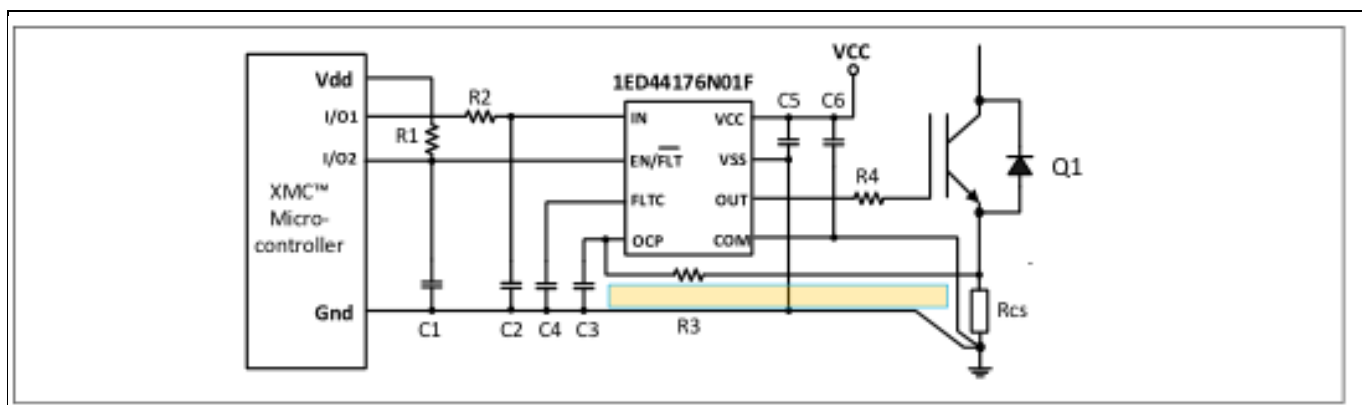 VCC
1ED44176N01F
Vdd
I/O1
I/O2
XMC™
Micro-
controller
Gnd
R1
R2
IN
EN/FLT
FLTC
OCP
VCC
VSS
OUT
COM
C5
C6
R4
Q1
C1
C2
C4
C3
R3
Rcs